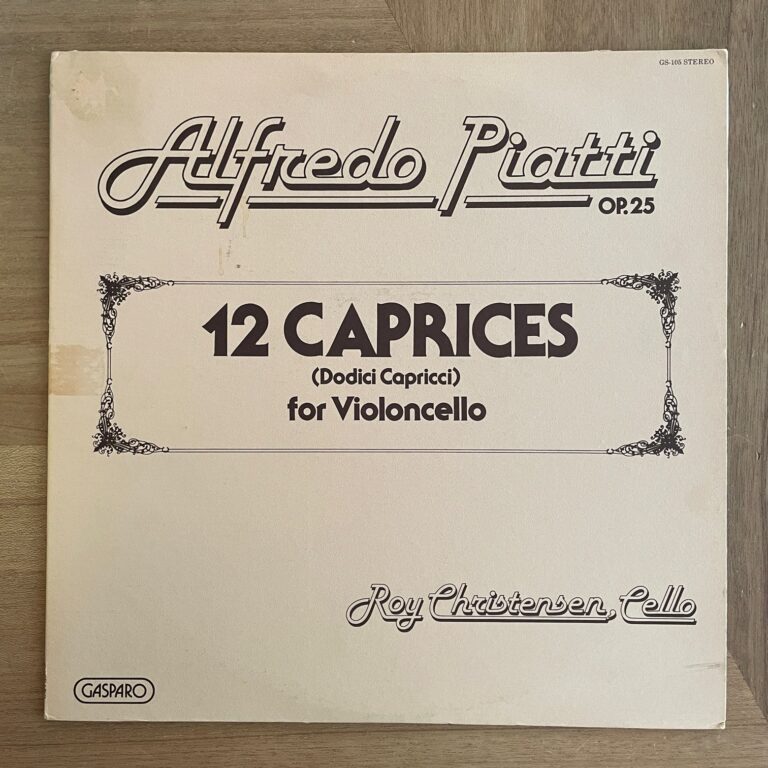 GS-105 STEREO
Alfredo Piatti
OP.25
12 CAPRICES
(Dodici Capricci)
for Violoncello
Roy Christensen, Cello
GASPARO